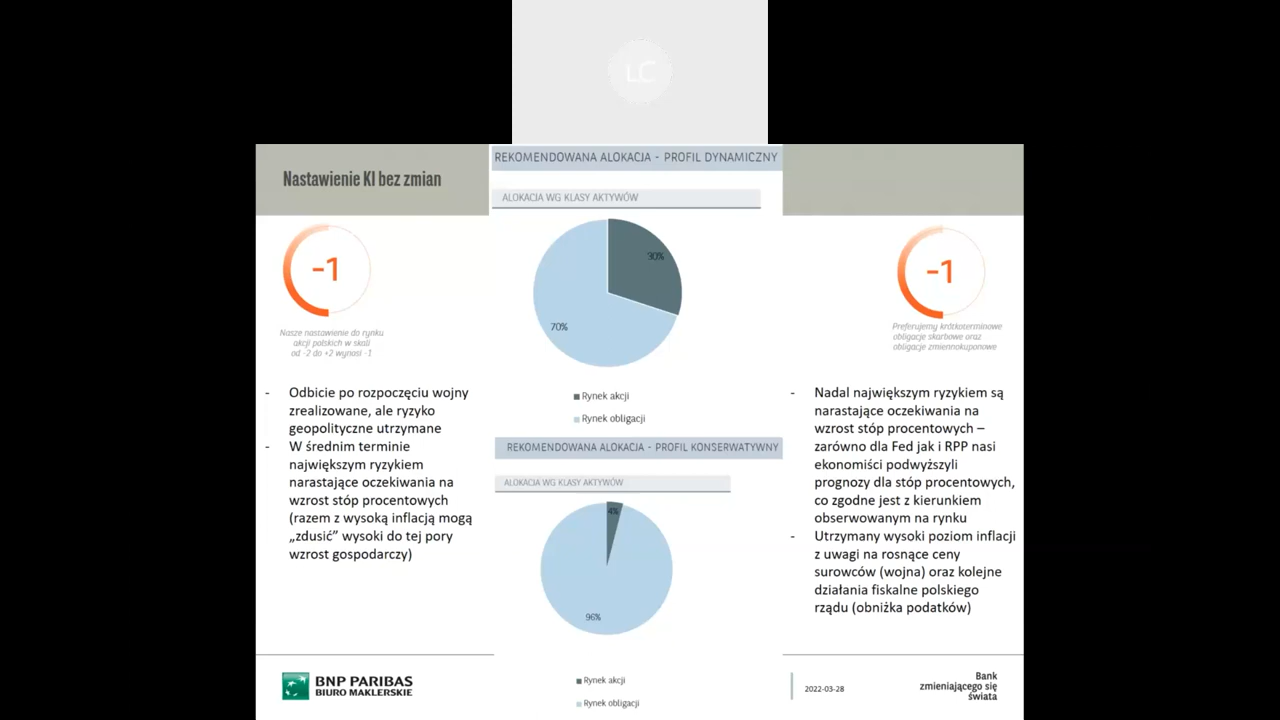 LC
Nastawienie KI bez zmian
-1
Nasze nastawienie do rynku
akcji polskich w skali
od -2 do +2 wynosi -1
- Odbicie po rozpoczęciu wojny
zrealizowane, ale ryzyko
geopolityczne utrzymane
- W średnim terminie
największym ryzykiem
narastające oczekiwania na
wzrost stóp procentowych
(razem z wysoką inflacją mogą
„zdusić” wysoki do tej pory
wzrost gospodarczy)
REKOMENDOWANA ALOKACJA - PROFIL DYNAMICZNY
ALOKACJA WG KLASY AKTYWÓW
30%
70%
Rynek akcji
Rynek obligacji
REKOMENDOWANA ALOKACJA - PROFIL KONSERWATYWNY
ALOKACJA WG KLASY AKTYWÓW
4%
96%
Rynek akcji
Rynek obligacji
-1
Preferujemy krótkoterminowe
obligacje skarbowe oraz
obligacje zmiennokuponowe
- Nadal największym ryzykiem są
narastające oczekiwania na
wzrost stóp procentowych –
zarówno dla Fed jak i RPP nasi
ekonomiści podwyższyli
prognozy dla stóp procentowych,
co zgodne jest z kierunkiem
obserwowanym na rynku
- Utrzymany wysoki poziom inflacji
z uwagi na rosnące ceny
surowców (wojna) oraz kolejne
działania fiskalne polskiego
rządu (obniżka podatków)
BNP PARIBAS
BIURO MAKLERSKIE
2022-03-28
Bank
zmieniającego się
świata